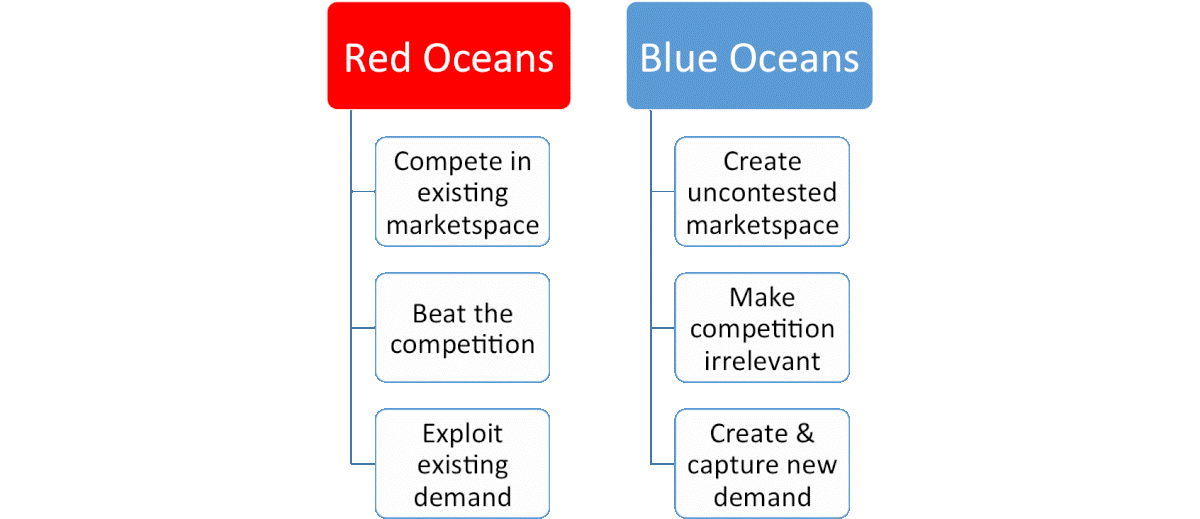 Red Oceans
Compete in
existing
marketspace
Beat the
competition
Exploit
existing
demand
Blue Oceans
Create
uncontested
marketspace
Make
competition
irrelevant
Create &
capture new
demand